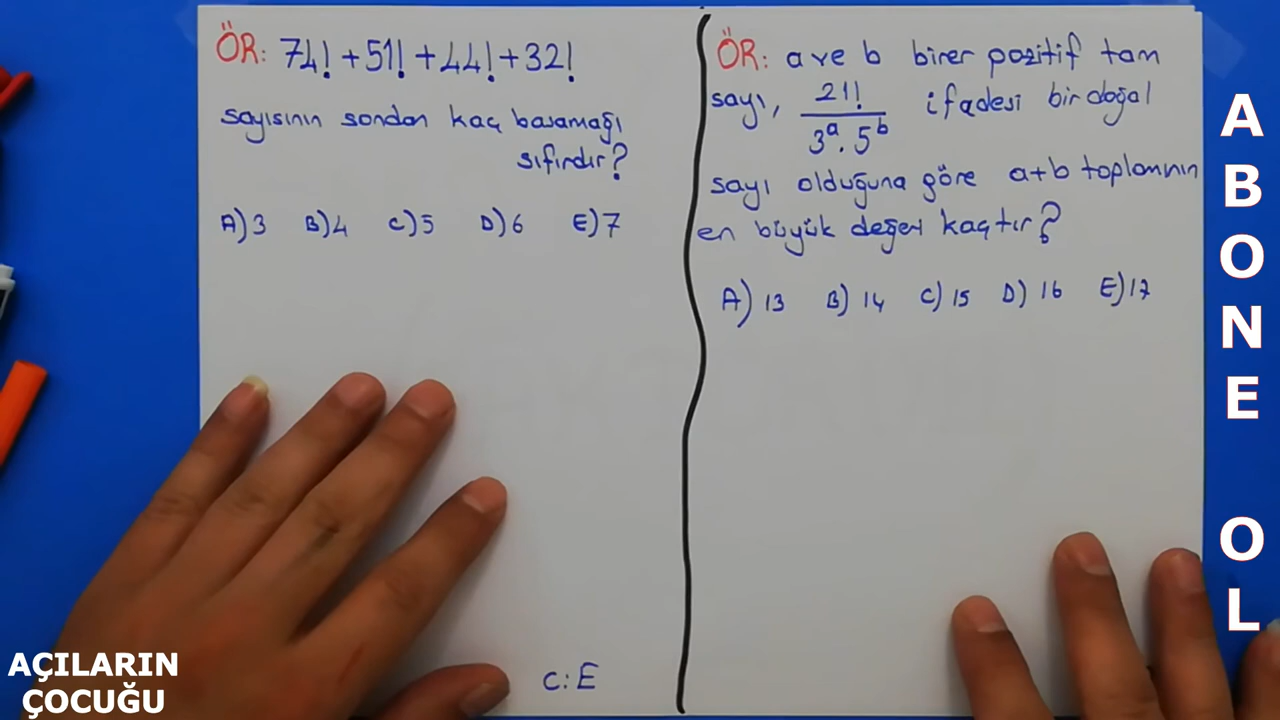 ÖR: 74! + 51! + 44! + 32!
sayısının sondan kaç basamağı
sıfırdır?
A) 3 B) 4 C) 5 D) 6 E) 7
C: E
ÖR: a ve b birer pozitif tam
sayı, 21! / 3^a . 5^b ifadesi bir doğal
sayı olduğuna göre a+b toplamının
en büyük değeri kaçtır?
A) 13 B) 14 C) 15 D) 16 E) 17
ABONE OL
AÇILARIN
ÇOCUĞU